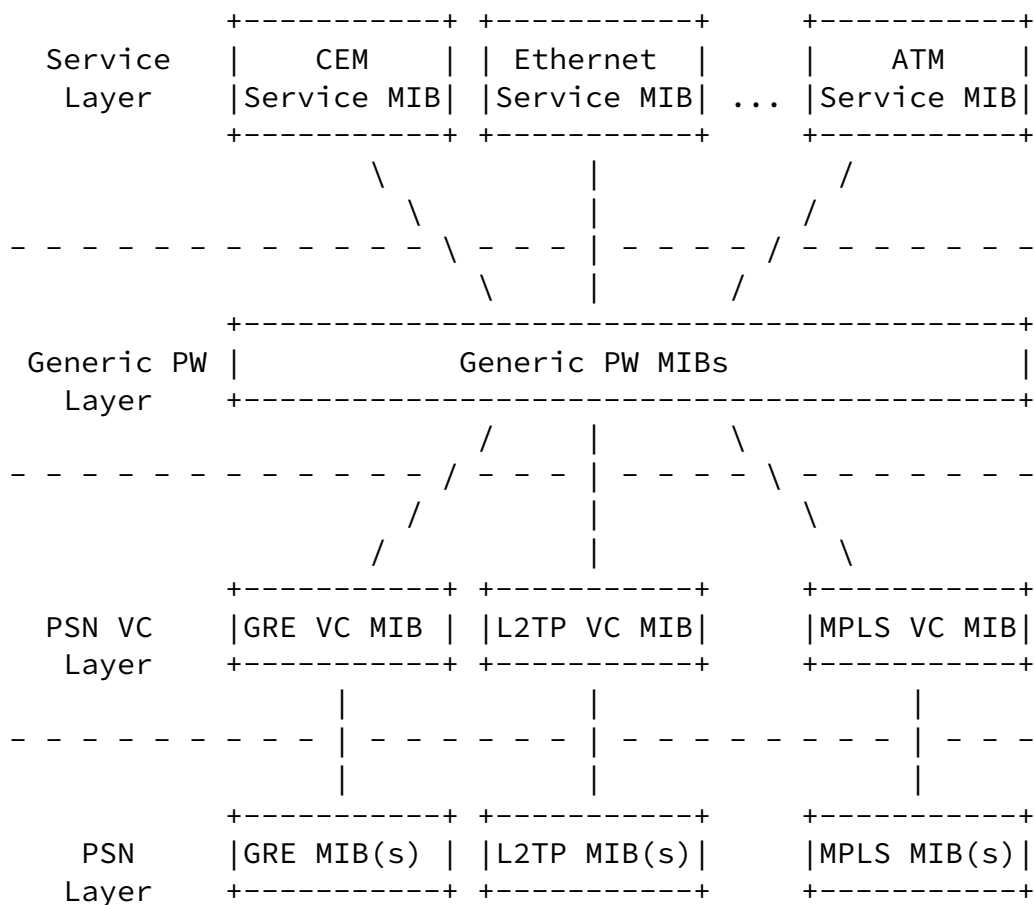 Service | CEM | | Ethernet | | ATM |
Layer |Service MIB| |Service MIB| ... |Service MIB|
Generic PW | Generic PW MIBs |
Layer
PSN VC |GRE VC MIB | |L2TP VC MIB| |MPLS VC MIB|
Layer
PSN |GRE MIB(s) | |L2TP MIB(s)| |MPLS MIB(s)|
Layer